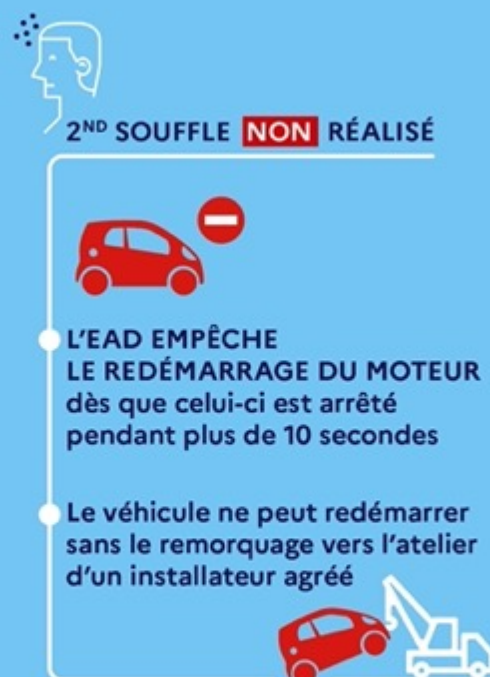 2ND SOUFFLE NON RÉALISÉ
L'EAD EMPÊCHE
LE REDÉMARRAGE DU MOTEUR
dès que celui-ci est arrêté
pendant plus de 10 secondes
Le véhicule ne peut redémarrer
sans le remorquage vers l'atelier
d'un installateur agréé